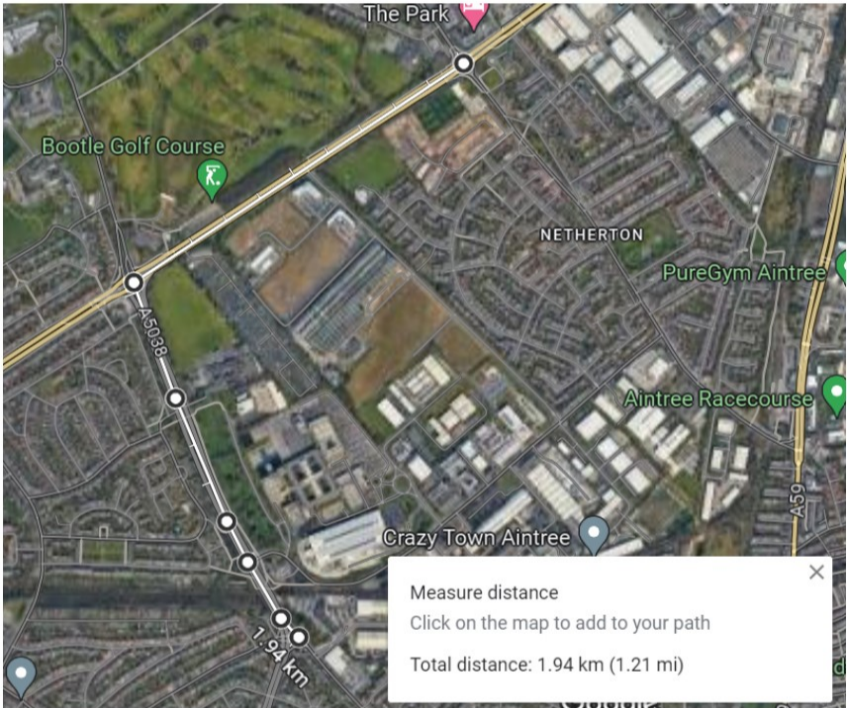 The Park
Bootle Golf Course
NETHERTON
PureGym Aintree
A5038
Aintree Racecourse
A59
Crazy Town Aintree
Measure distance
Click on the map to add to your path
Total distance: 1.94 km (1.21 mi)
1.94 km